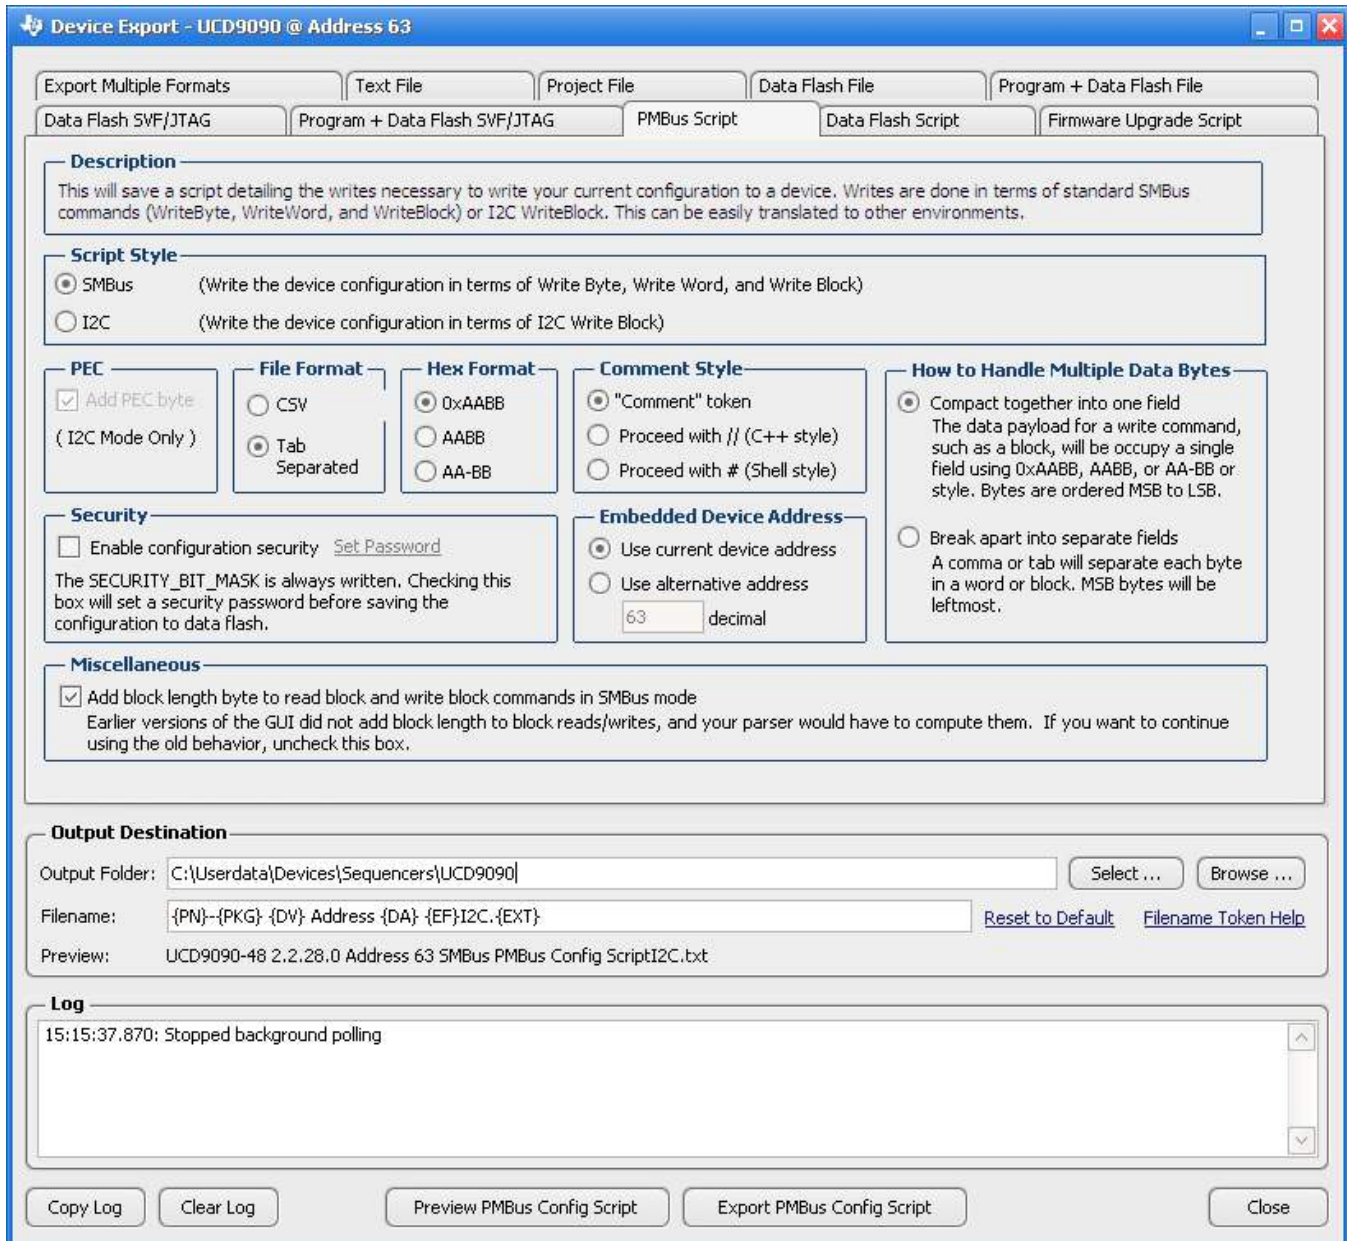 Device Export - UCD9090 @ Address 63
Export Multiple Formats
Text File
Project File
Data Flash File
Program + Data Flash File
Data Flash SVF/JTAG
Program + Data Flash SVF/JTAG
PMBus Script
Data Flash Script
Firmware Upgrade Script
Description
This will save a script detailing the writes necessary to write your current configuration to a device. Writes are done in terms of standard SMBus
commands (WriteByte, WriteWord, and WriteBlock) or I2C WriteBlock. This can be easily translated to other environments.
Script Style
SMBus (Write the device configuration in terms of Write Byte, Write Word, and Write Block)
I2C (Write the device configuration in terms of I2C Write Block)
PEC
Add PEC byte
( I2C Mode Only )
File Format
CSV
Tab
Separated
Hex Format
0xAABB
AABB
AA-BB
Comment Style
"Comment" token
Proceed with // (C++ style)
Proceed with # (Shell style)
How to Handle Multiple Data Bytes
Compact together into one field
The data payload for a write command,
such as a block, will be occupy a single
field using 0xAABB, AABB, or AA-BB or
style. Bytes are ordered MSB to LSB.
Break apart into separate fields
A comma or tab will separate each byte
in a word or block. MSB bytes will be
leftmost.
Security
Enable configuration security Set Password
The SECURITY_BIT_MASK is always written. Checking this
box will set a security password before saving the
configuration to data flash.
Embedded Device Address
Use current device address
Use alternative address
63 decimal
Miscellaneous
Add block length byte to read block and write block commands in SMBus mode
Earlier versions of the GUI did not add block length to block reads/writes, and your parser would have to compute them. If you want to continue
using the old behavior, uncheck this box.
Output Destination
Output Folder: C:\Userdata\Devices\Sequencers\UCD9090 Select ... Browse ...
Filename: {PN}-{PKG} {DV} Address {DA} {EF}I2C.{EXT} Reset to Default Filename Token Help
Preview: UCD9090-48 2.2.28.0 Address 63 SMBus PMBus Config ScriptI2C.txt
Log
15:15:37.870: Stopped background polling
Copy Log Clear Log Preview PMBus Config Script Export PMBus Config Script Close